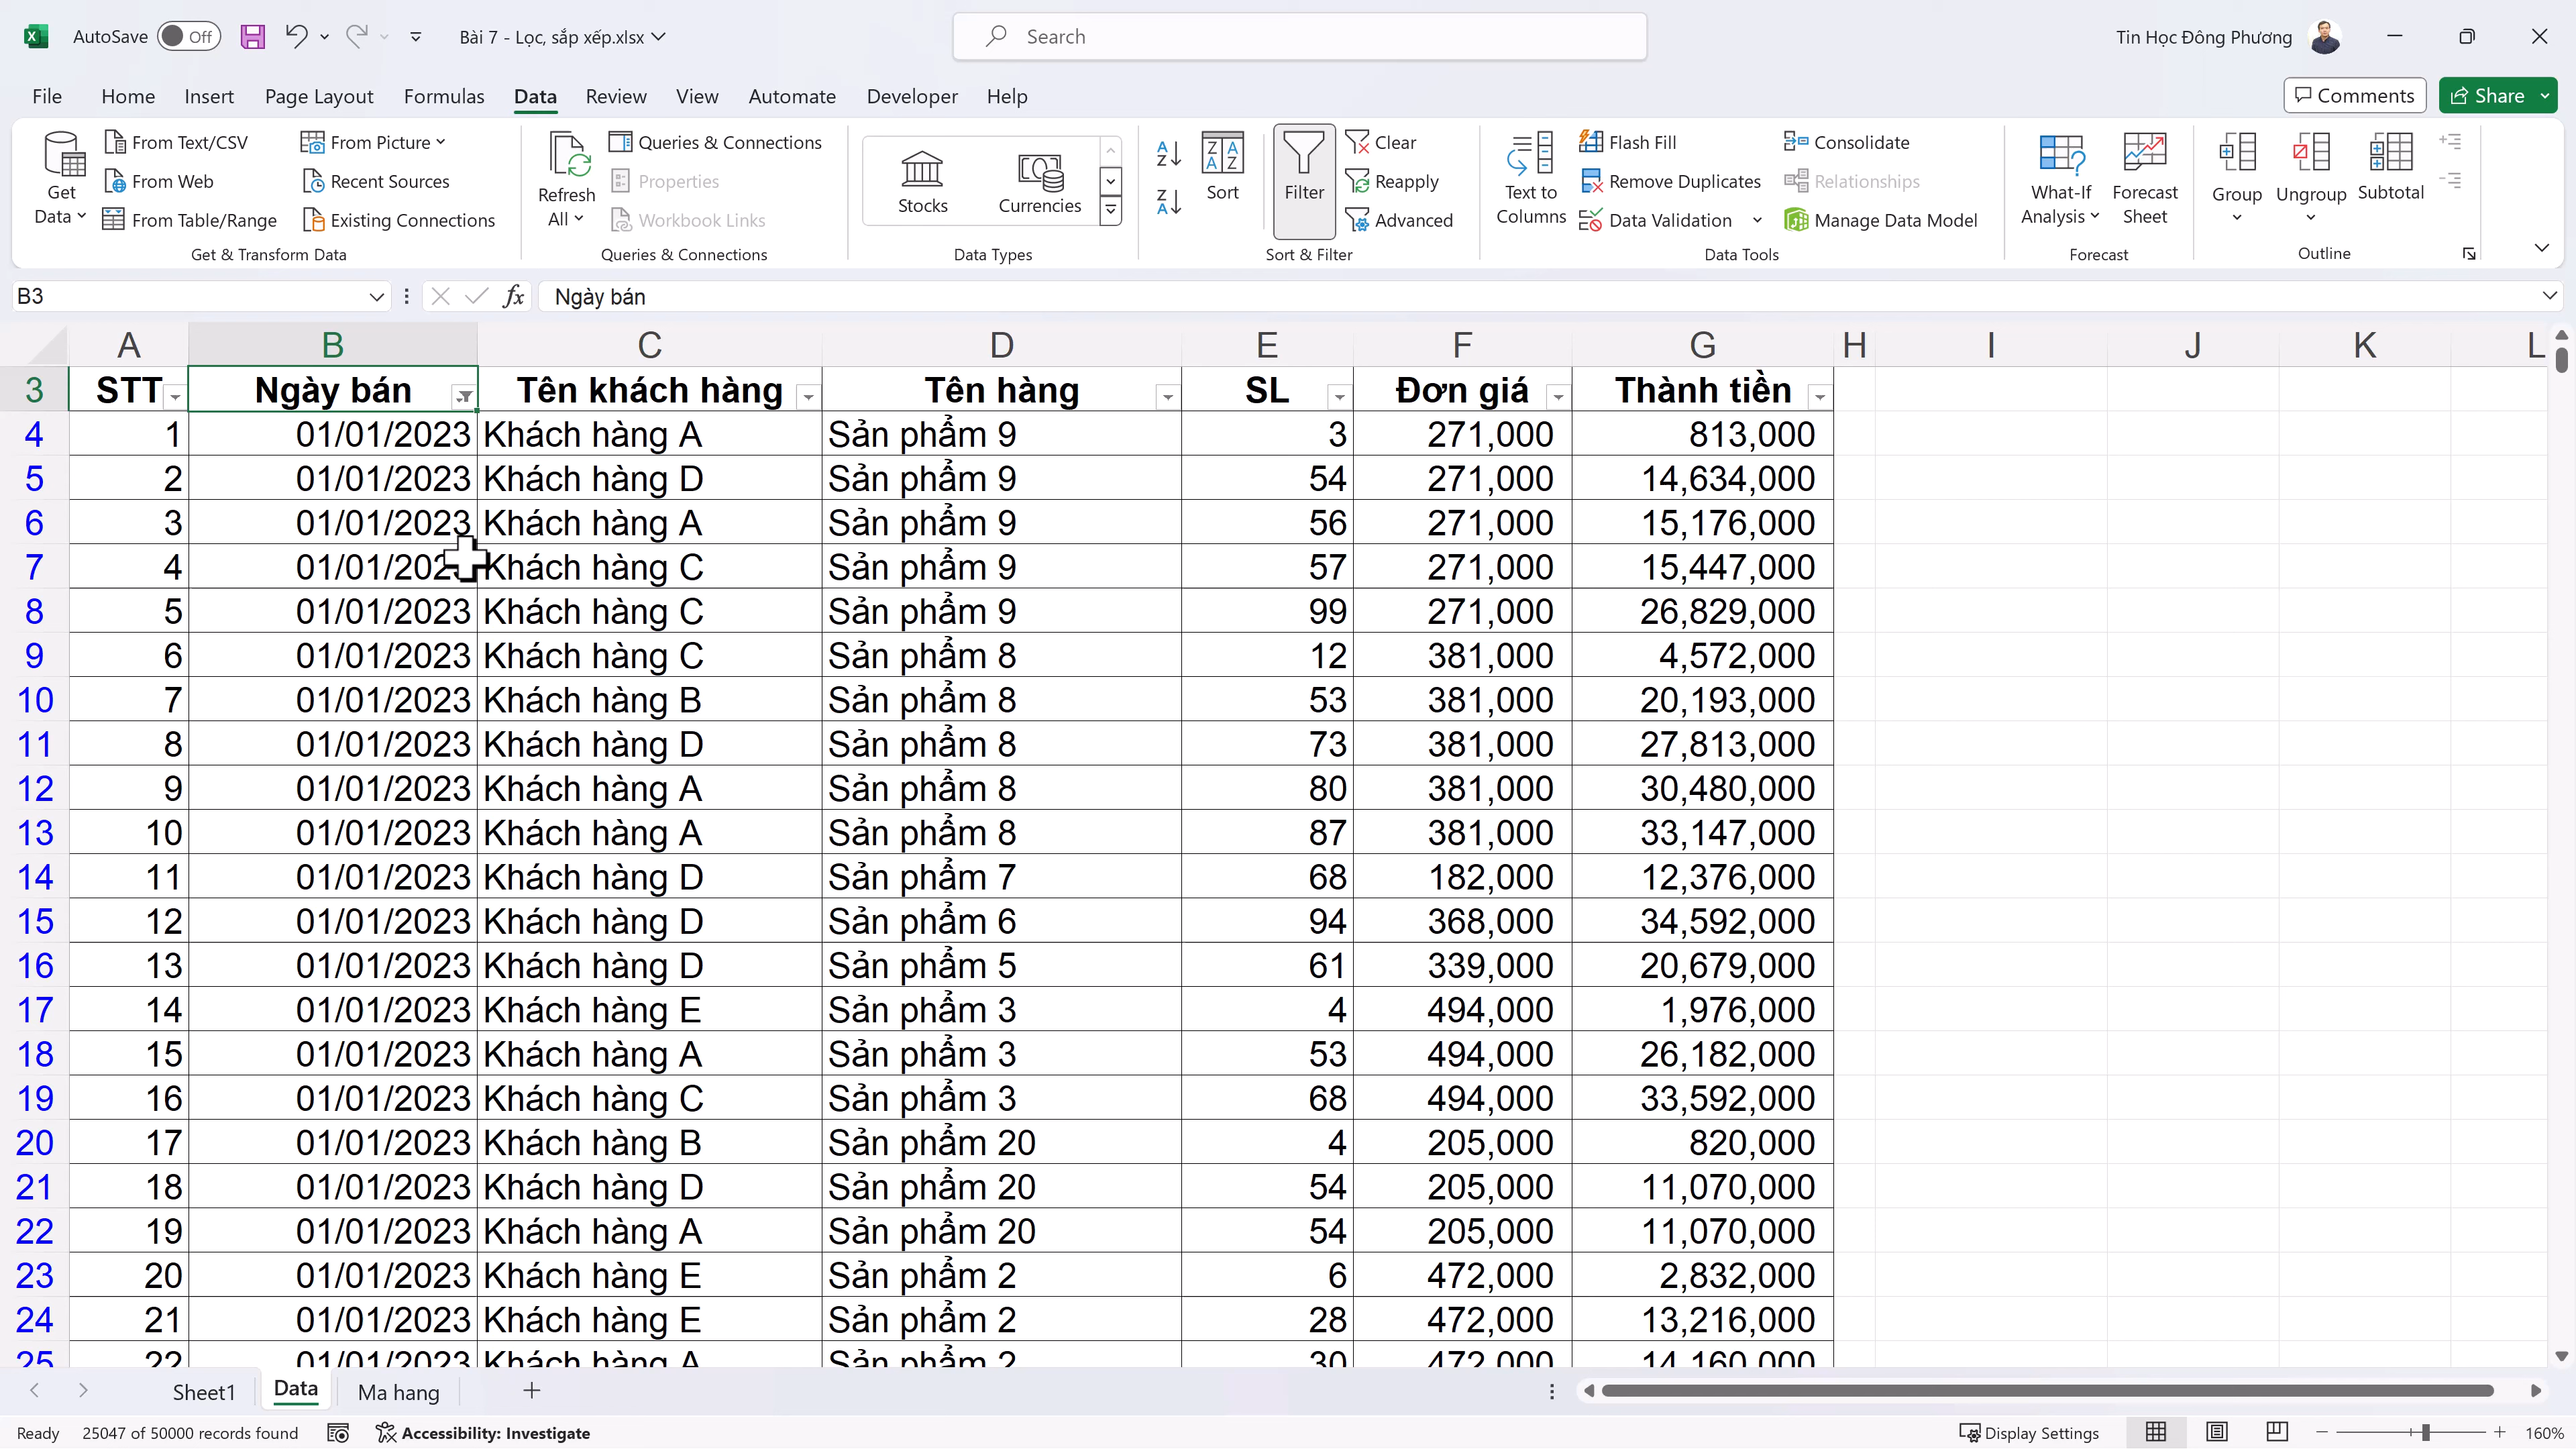 AutoSave Off Bài 7 - Lọc, sắp xếp.xlsx Search Tin Học Đông Phương
File Home Insert Page Layout Formulas Data Review View Automate Developer Help Comments Share
Get Data
From Text/CSV
From Web
From Table/Range
From Picture
Recent Sources
Existing Connections
Get & Transform Data
Refresh All
Queries & Connections
Properties
Workbook Links
Queries & Connections
Stocks Currencies
Data Types
Sort Filter
Clear
Reapply
Advanced
Sort & Filter
Text to Columns
Flash Fill
Remove Duplicates
Data Validation
Consolidate
Relationships
Manage Data Model
Data Tools
What-If Analysis
Forecast Sheet
Forecast
Group Ungroup Subtotal
Outline
B3 fx Ngày bán
A B C D E F G H I J K L
3 STT Ngày bán Tên khách hàng Tên hàng SL Đơn giá Thành tiền
4 1 01/01/2023 Khách hàng A Sản phẩm 9 3 271,000 813,000
5 2 01/01/2023 Khách hàng D Sản phẩm 9 54 271,000 14,634,000
6 3 01/01/2023 Khách hàng A Sản phẩm 9 56 271,000 15,176,000
7 4 01/01/202 Khách hàng C Sản phẩm 9 57 271,000 15,447,000
8 5 01/01/2023 Khách hàng C Sản phẩm 9 99 271,000 26,829,000
9 6 01/01/2023 Khách hàng C Sản phẩm 8 12 381,000 4,572,000
10 7 01/01/2023 Khách hàng B Sản phẩm 8 53 381,000 20,193,000
11 8 01/01/2023 Khách hàng D Sản phẩm 8 73 381,000 27,813,000
12 9 01/01/2023 Khách hàng A Sản phẩm 8 80 381,000 30,480,000
13 10 01/01/2023 Khách hàng A Sản phẩm 8 87 381,000 33,147,000
14 11 01/01/2023 Khách hàng D Sản phẩm 7 68 182,000 12,376,000
15 12 01/01/2023 Khách hàng D Sản phẩm 6 94 368,000 34,592,000
16 13 01/01/2023 Khách hàng D Sản phẩm 5 61 339,000 20,679,000
17 14 01/01/2023 Khách hàng E Sản phẩm 3 4 494,000 1,976,000
18 15 01/01/2023 Khách hàng A Sản phẩm 3 53 494,000 26,182,000
19 16 01/01/2023 Khách hàng C Sản phẩm 3 68 494,000 33,592,000
20 17 01/01/2023 Khách hàng B Sản phẩm 20 4 205,000 820,000
21 18 01/01/2023 Khách hàng D Sản phẩm 20 54 205,000 11,070,000
22 19 01/01/2023 Khách hàng A Sản phẩm 20 54 205,000 11,070,000
23 20 01/01/2023 Khách hàng E Sản phẩm 2 6 472,000 2,832,000
24 21 01/01/2023 Khách hàng E Sản phẩm 2 28 472,000 13,216,000
25 22 01/01/2023 Khách hàng A Sản phẩm 2 30 472,000 14,160,000
Sheet1 Data Ma hang
Ready 25047 of 50000 records found Accessibility: Investigate Display Settings 160%